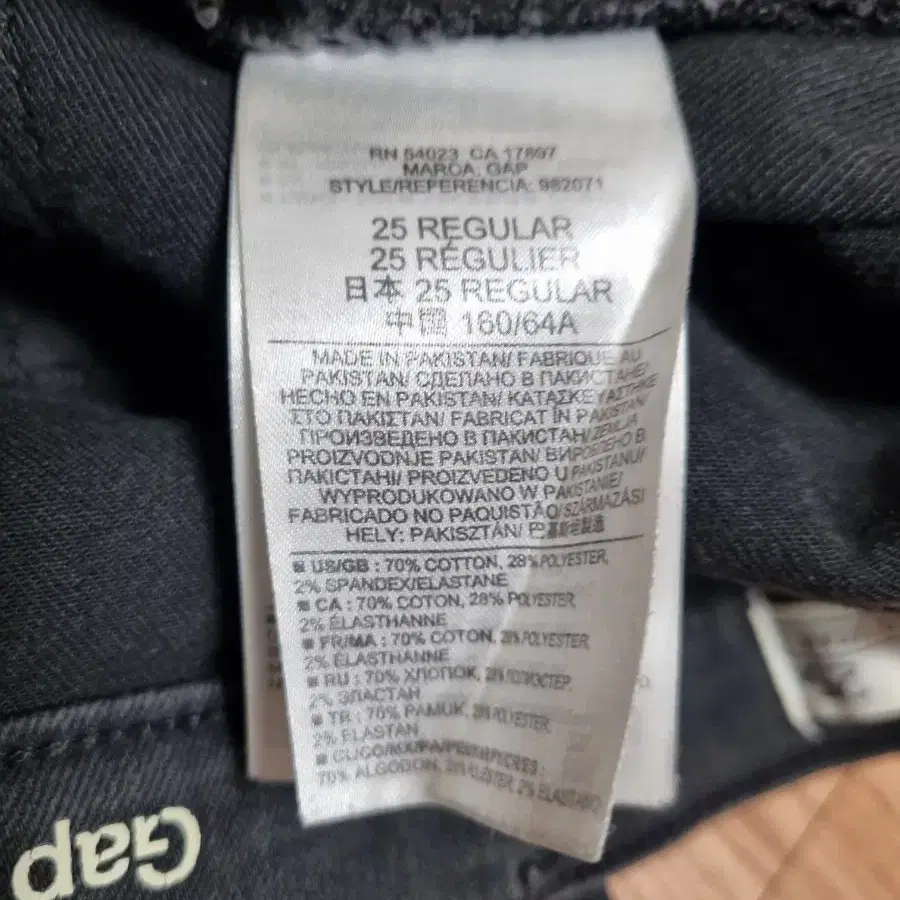 RN 54023 CA 17897
MARCA: GAP
STYLE/REFERENCIA: 982071
25 REGULAR
25 RÉGULIER
日本 25 REGULAR
中国 160/64A
MADE IN PAKISTAN/ FABRIQUÉ AU
PAKISTAN/ СДЕЛАНО В ПАКИСТАНЕ/
HECHO EN PAKISTAN/ ΚΑΤΑΣΚΕΥΑΣΤΗΚΕ
ΣΤΟ ΠΑΚΙΣΤΑΝ/ FABRICAT ÎN PAKISTAN/
ПРОИЗВЕДЕНО В ПАКИСТАН/ ZEMLJA
PROIZVODNJE PAKISTAN/ ВИРОБЛЕНО В
ПАКІСТАНІ/ PROIZVEDENO U PAKISTANU/
WYPRODUKOWANO W PAKISTANIE/
FABRICADO NO PAQUISTÃO/ SZÁRMAZÁSI
HELY: PAKISZTÁN/ 巴基斯坦製造
US/GB : 70% COTTON, 28% POLYESTER,
2% SPANDEX/ELASTANE
CA : 70% COTON, 28% POLYESTER,
2% ÉLASTHANNE
FR/MA : 70% COTON, 28% POLYESTER,
2% ÉLASTHANNE
RU : 70% ХЛОПОК, 28% ПОЛИЭСТЕР,
2% ЭЛАСТАН
TR : 70% PAMUK, 28% POLYESTER,
2% ELASTAN
70% ALGODON, 28% POLIESTER, 2% ELASTANO
Gap